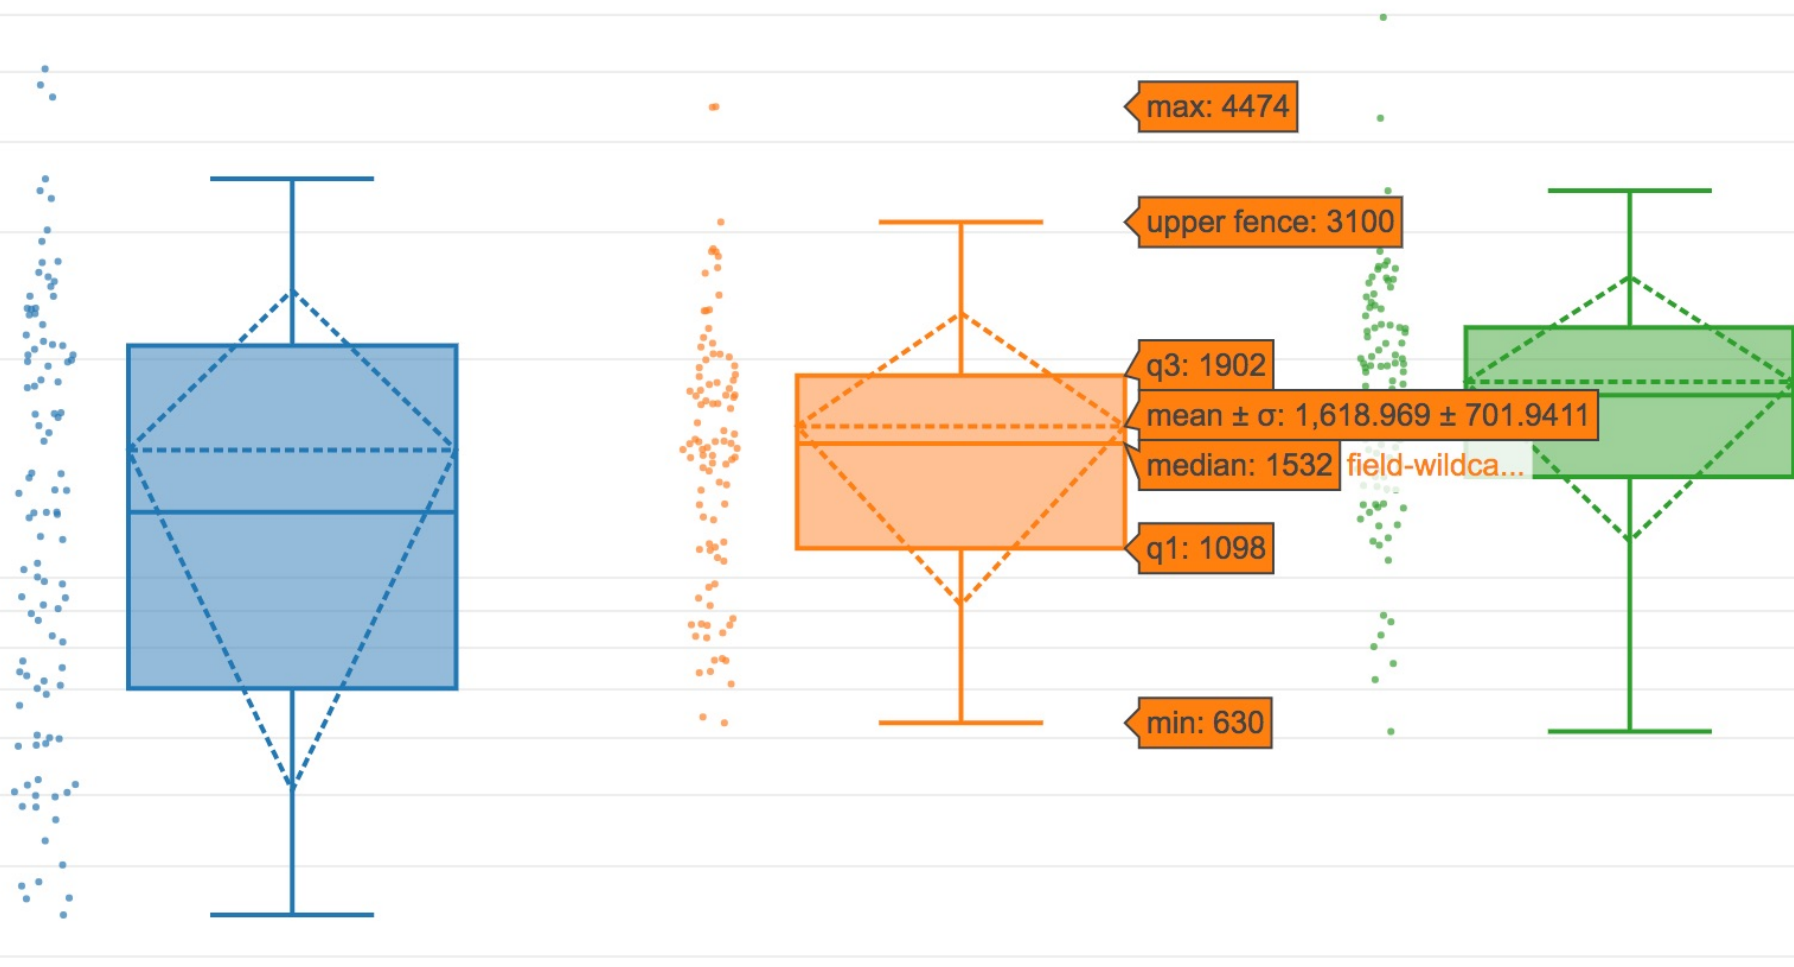 max: 4474
upper fence: 3100
q3: 1902
mean ± σ: 1,618.969 ± 701.9411
median: 1532 field-wildca...
q1: 1098
min: 630